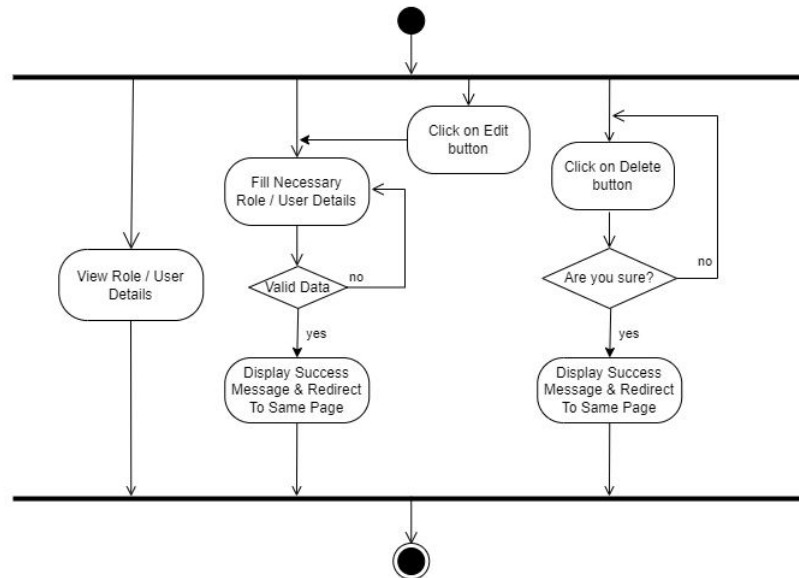 Click on Edit
button
Click on Delete
button
Fill Necessary
Role / User Details
View Role / User
Details
Valid Data
no
Are you sure?
no
yes
yes
Display Success
Message & Redirect
To Same Page
Display Success
Message & Redirect
To Same Page